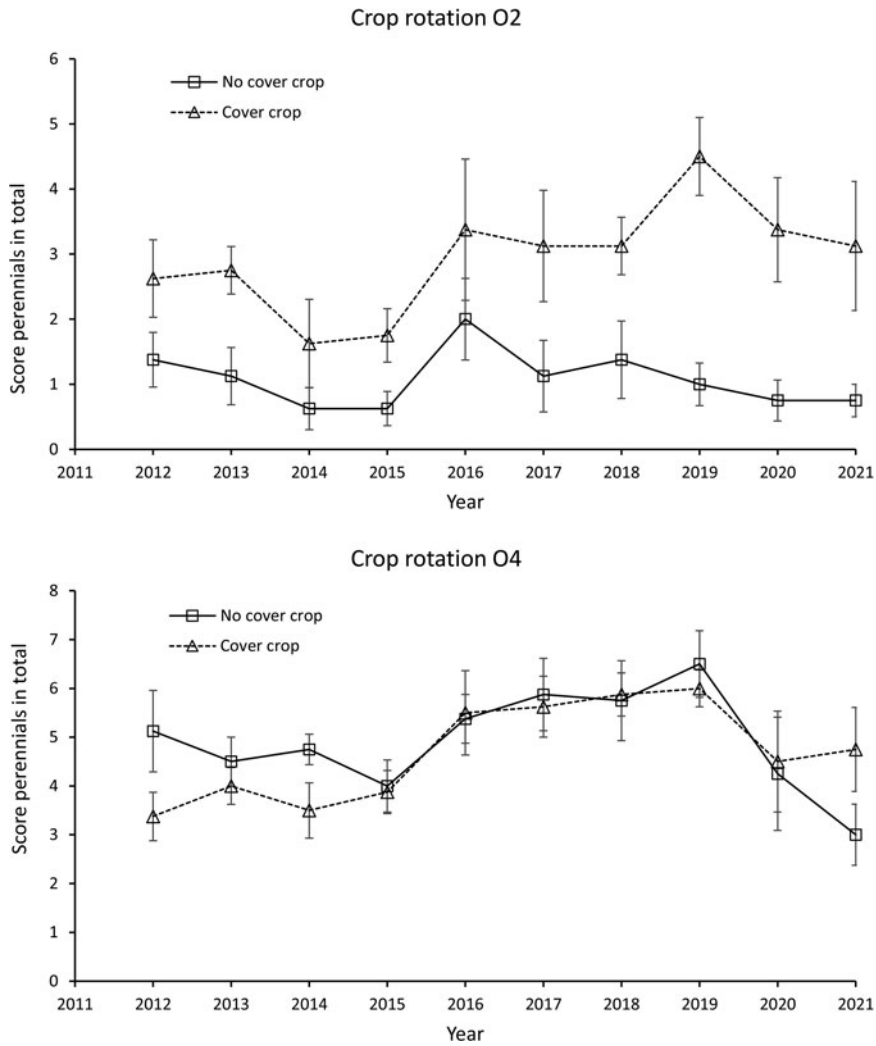 Crop rotation O2
6
No cover crop
Cover crop
5
4
3
2
1
0
Score perennials in total
2011 2012 2013 2014 2015 2016 2017 2018 2019 2020 2021
Year
Crop rotation O4
8
No cover crop
7
Cover crop
6
5
4
3
2
1
0
Score perennials in total
2011 2012 2013 2014 2015 2016 2017 2018 2019 2020 2021
Year